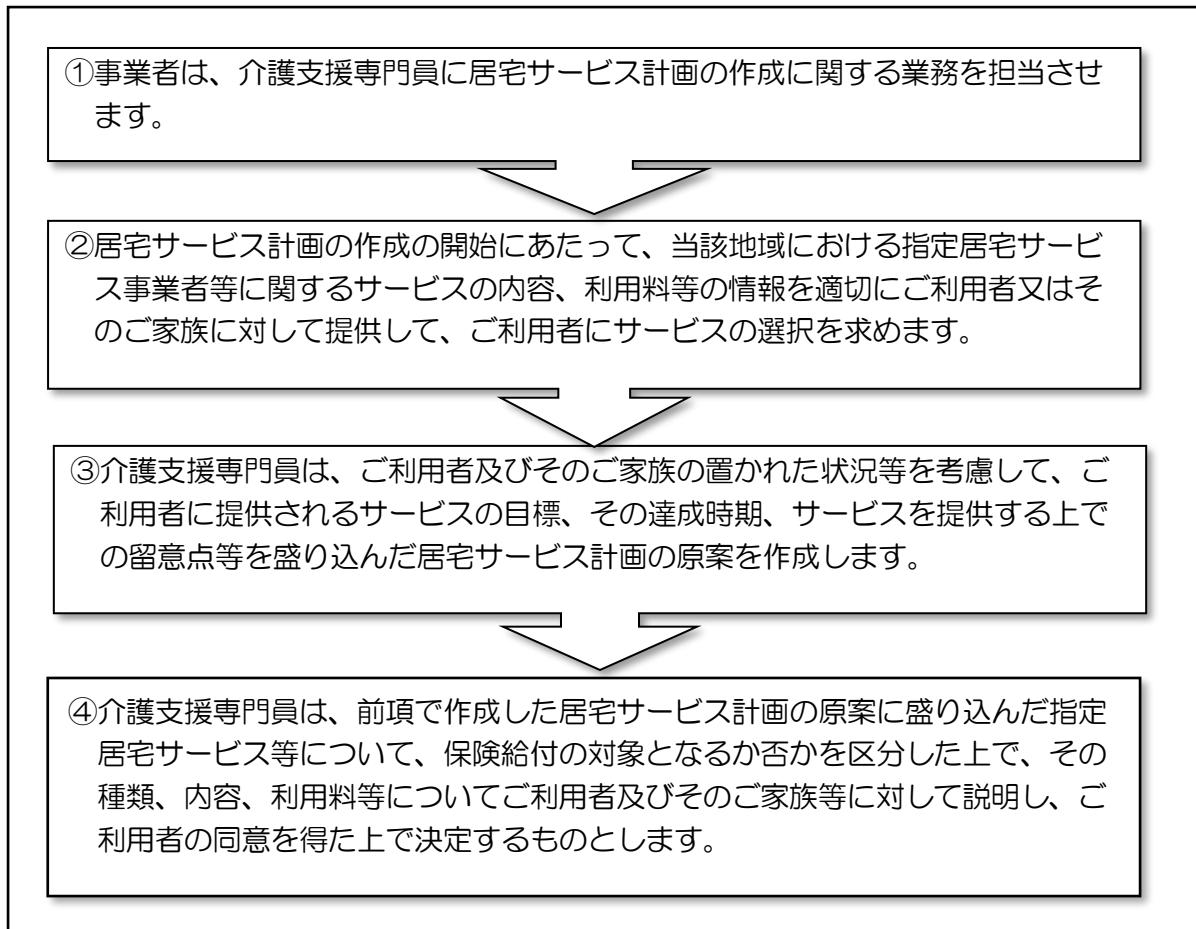 ①事業者は、介護支援専門員に居宅サービス計画の作成に関する業務を担当させ
ます。
②居宅サービス計画の作成の開始にあたって、当該地域における指定居宅サービ
ス事業者等に関するサービスの内容、利用料等の情報を適切にご利用者又はそ
のご家族に対して提供して、ご利用者にサービスの選択を求めます。
③介護支援専門員は、ご利用者及びそのご家族の置かれた状況等を考慮して、ご
利用者に提供されるサービスの目標、その達成時期、サービスを提供する上で
の留意点等を盛り込んだ居宅サービス計画の原案を作成します。
④介護支援専門員は、前項で作成した居宅サービス計画の原案に盛り込んだ指定
居宅サービス等について、保険給付の対象となるか否かを区分した上で、その
種類、内容、利用料等についてご利用者及びそのご家族等に対して説明し、ご
利用者の同意を得た上で決定するものとします。